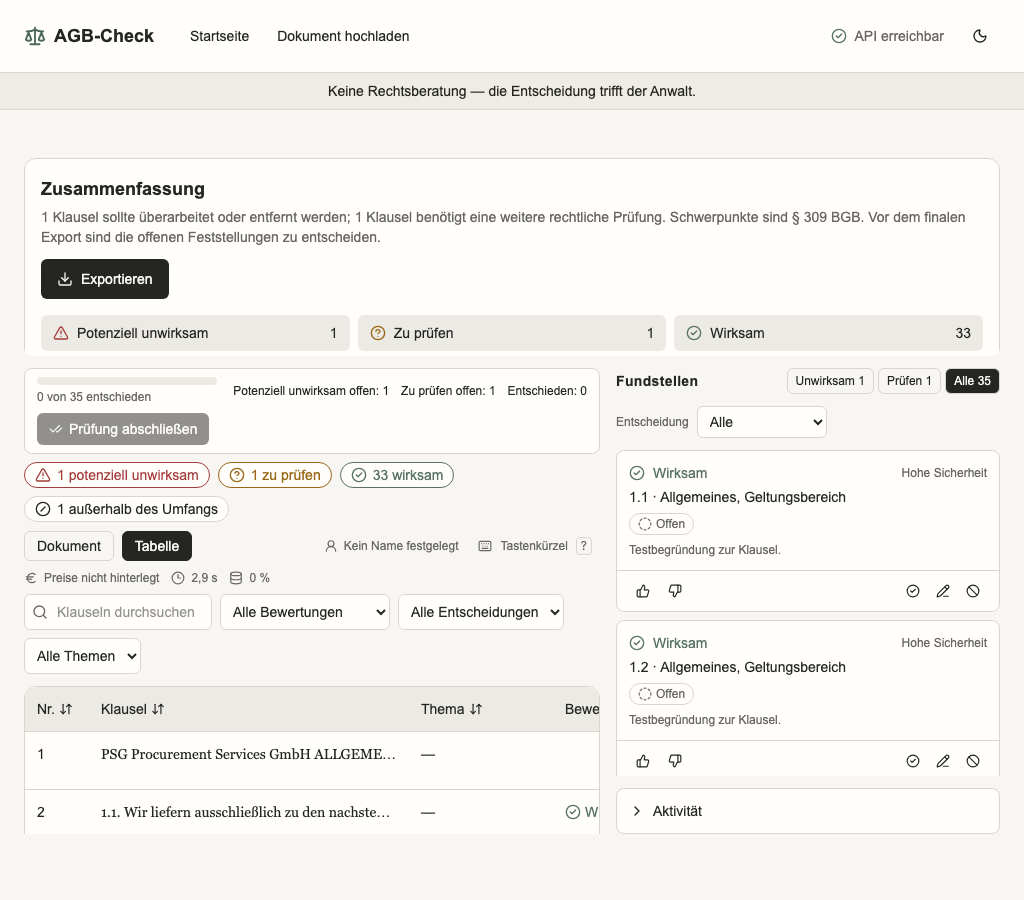 AGB-Check
Startseite
Dokument hochladen
API erreichbar
Keine Rechtsberatung — die Entscheidung trifft der Anwalt.
Zusammenfassung
1 Klausel sollte überarbeitet oder entfernt werden; 1 Klausel benötigt eine weitere rechtliche Prüfung. Schwerpunkte sind § 309 BGB. Vor dem finalen
Export sind die offenen Feststellungen zu entscheiden.
Exportieren
Potenziell unwirksam 1
Zu prüfen 1
Wirksam 33
0 von 35 entschieden
Potenziell unwirksam offen: 1 Zu prüfen offen: 1 Entschieden: 0
Prüfung abschließen
1 potenziell unwirksam
1 zu prüfen
33 wirksam
1 außerhalb des Umfangs
Dokument
Tabelle
Kein Name festgelegt
Tastenkürzel ?
Preise nicht hinterlegt
2,9 s
0 %
Klauseln durchsuchen
Alle Bewertungen
Alle Entscheidungen
Alle Themen
Nr. Klausel Thema Bewe
1 PSG Procurement Services GmbH ALLGEME… —
2 1.1. Wir liefern ausschließlich zu den nachste… — W
Fundstellen
Unwirksam 1
Prüfen 1
Alle 35
Entscheidung Alle
Wirksam Hohe Sicherheit
1.1 · Allgemeines, Geltungsbereich
Offen
Testbegründung zur Klausel.
Wirksam Hohe Sicherheit
1.2 · Allgemeines, Geltungsbereich
Offen
Testbegründung zur Klausel.
Aktivität